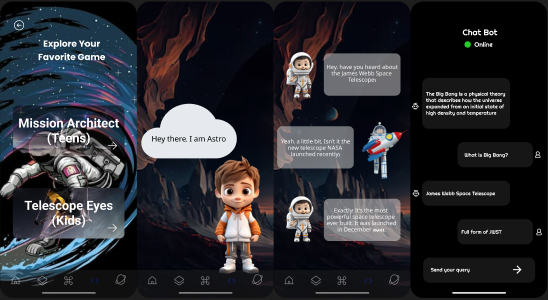 Explore Your
Favorite Game
Mission Architect
(Teens)
Telescope Eyes
(Kids)
Hey there, I am Astro
Hey, have you heard about
the James Webb Space
Telescope?
Yeah, a little bit. Isn't it the
new telescope NASA
launched recently?
Exactly! It's the most
powerful space telescope
ever built. It was launched
in December
Chat Bot
Online
The Big Bang is a physical theory
that describes how the universe
expanded from an initial state of
high density and temperature
What is Big Bang?
James Webb Space Telescope
Full form of JWST
Send your query